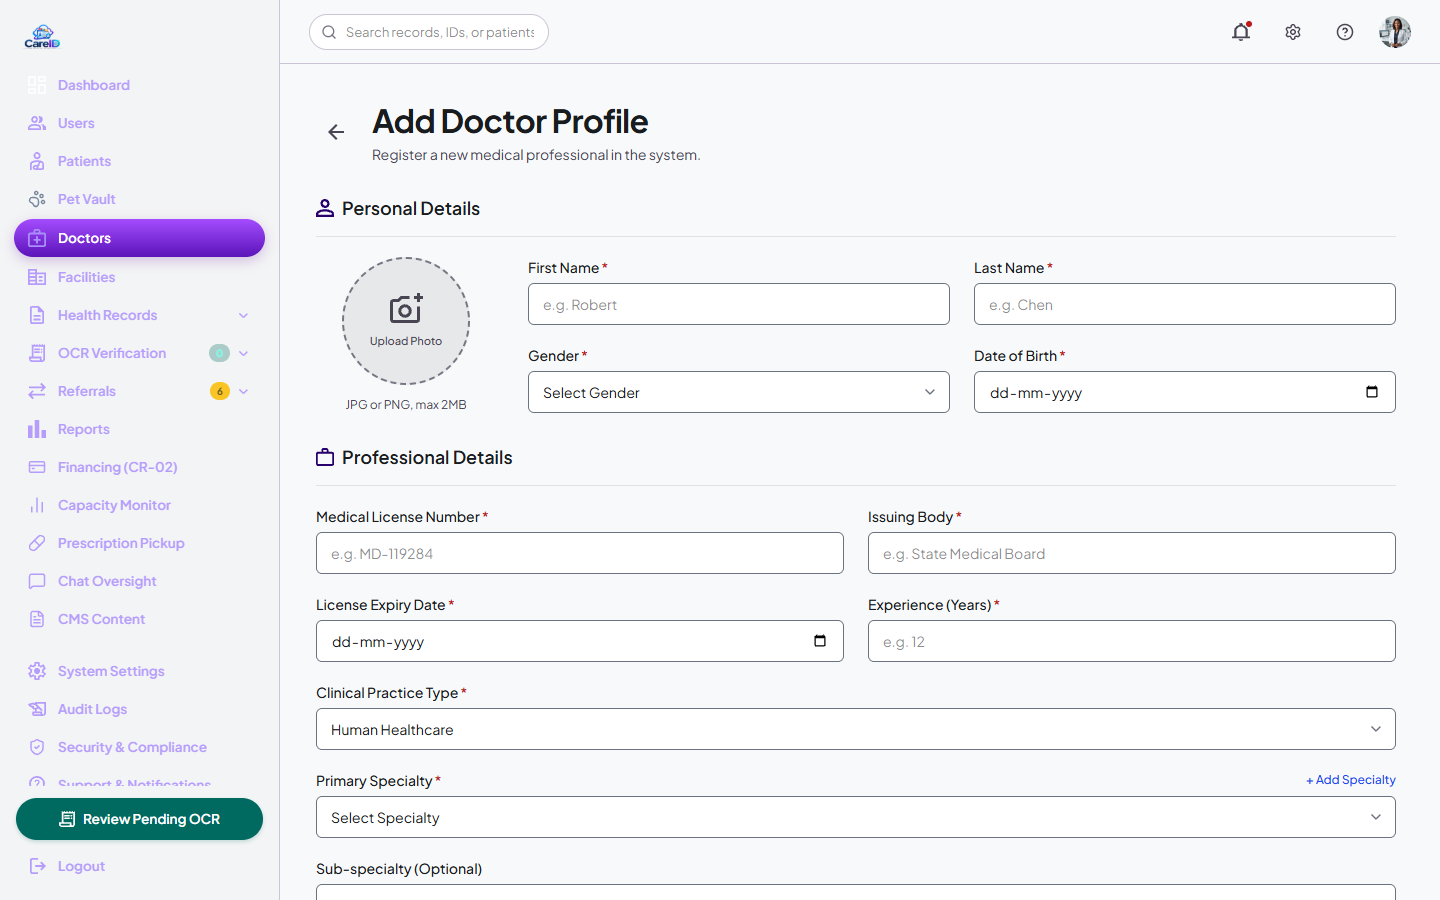 CareID
Dashboard
Users
Patients
Pet Vault
Doctors
Facilities
Health Records
OCR Verification 0
Referrals 6
Reports
Financing (CR-02)
Capacity Monitor
Prescription Pickup
Chat Oversight
CMS Content
System Settings
Audit Logs
Security & Compliance
Support & Notifications
Review Pending OCR
Logout
Search records, IDs, or patients
Add Doctor Profile
Register a new medical professional in the system.
Personal Details
Upload Photo
JPG or PNG, max 2MB
First Name *
e.g. Robert
Last Name *
e.g. Chen
Gender *
Select Gender
Date of Birth *
dd-mm-yyyy
Professional Details
Medical License Number *
e.g. MD-119284
Issuing Body *
e.g. State Medical Board
License Expiry Date *
dd-mm-yyyy
Experience (Years) *
e.g. 12
Clinical Practice Type *
Human Healthcare
Primary Specialty *
+ Add Specialty
Select Specialty
Sub-specialty (Optional)